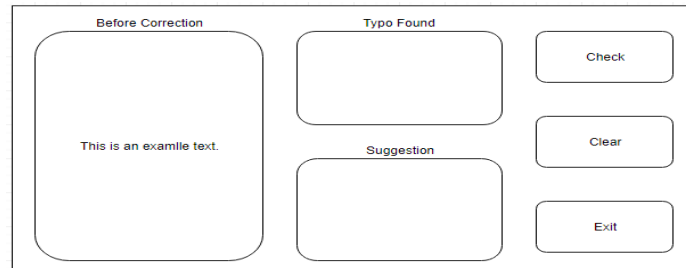 Before Correction
This is an examlle text.
Typo Found
Suggestion
Check
Clear
Exit